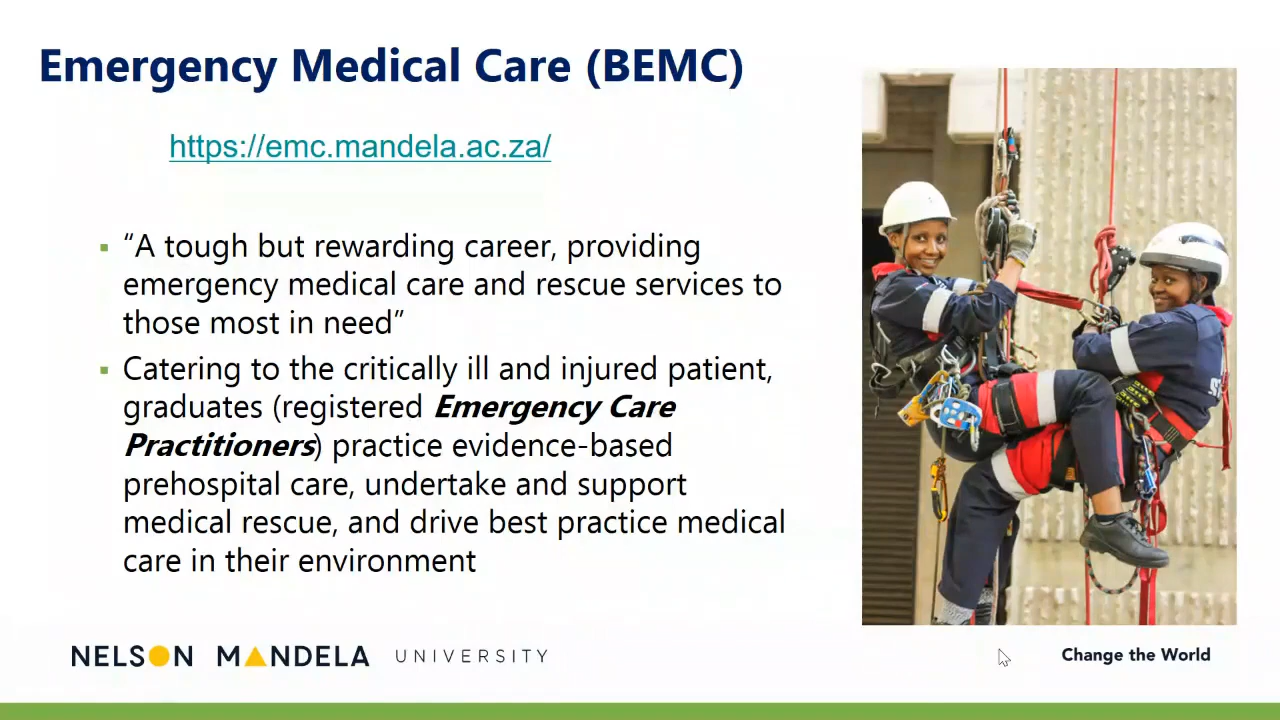 Emergency Medical Care (BEMC)
https://emc.mandela.ac.za/
“A tough but rewarding career, providing
emergency medical care and rescue services to
those most in need”
Catering to the critically ill and injured patient,
graduates (registered Emergency Care
Practitioners) practice evidence-based
prehospital care, undertake and support
medical rescue, and drive best practice medical
care in their environment
NELSON MANDELA UNIVERSITY
Change the World